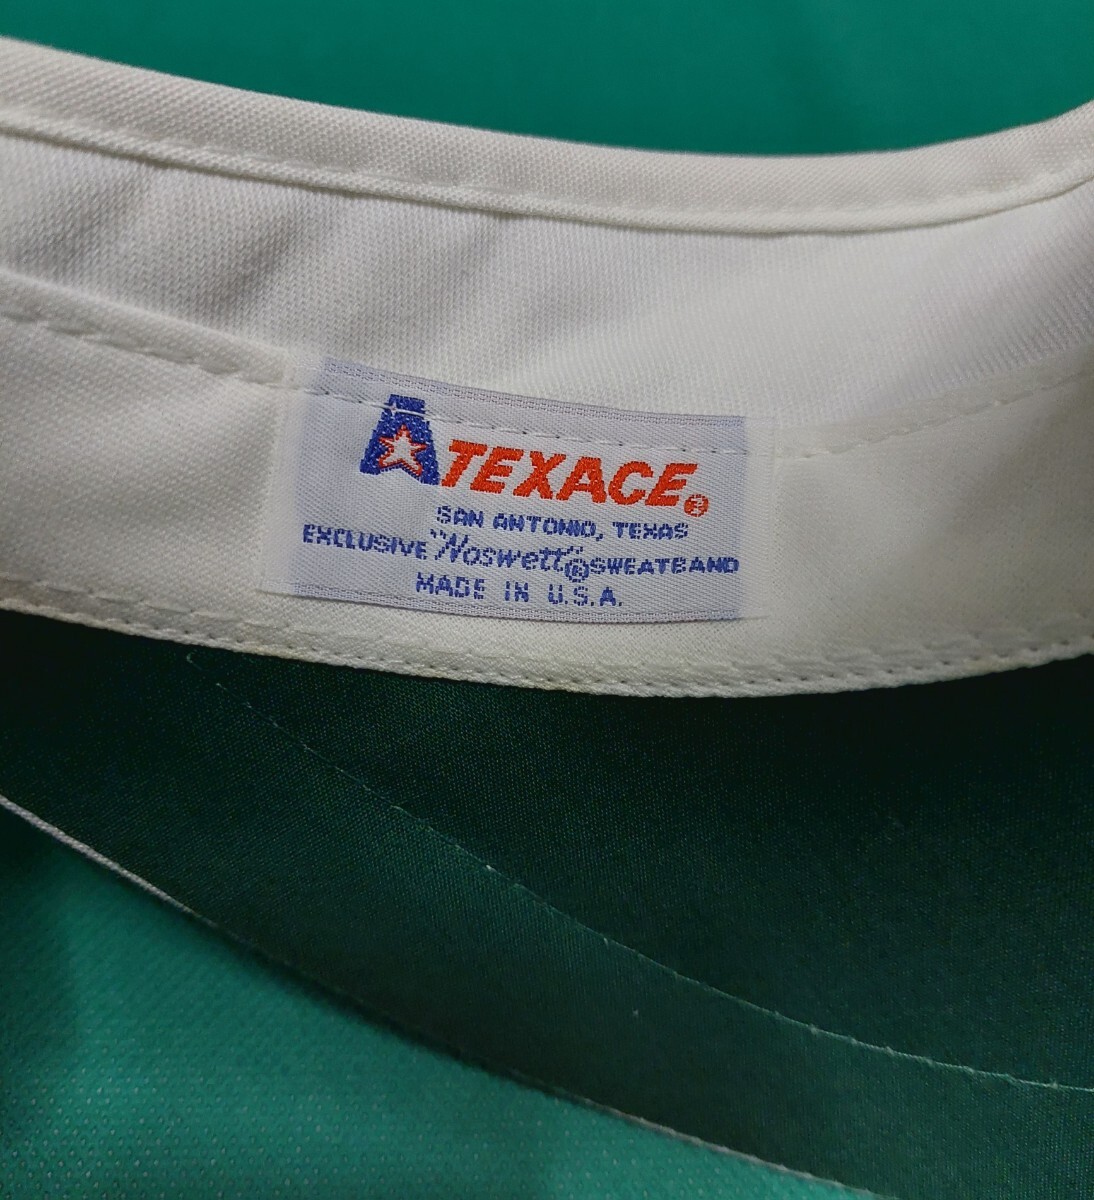 A TEXACE®
SAN ANTONIO, TEXAS
EXCLUSIVE "Noswett"® SWEATBAND
MADE IN U.S.A.